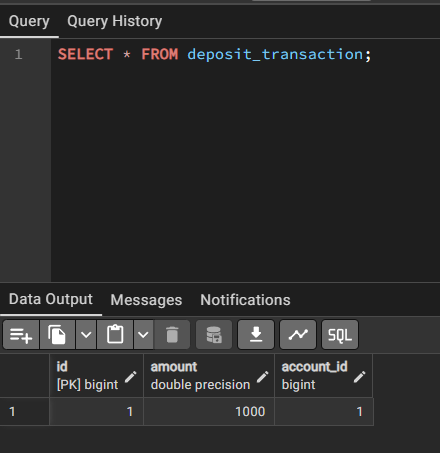 Query Query History
1 SELECT * FROM deposit_transaction;
Data Output Messages Notifications
SQL
id amount account_id
[PK] bigint double precision bigint
1 1 1000 1